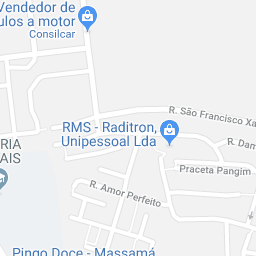 Vendedor de
ulos a motor
Consilcar
R. São Francisco Xa
RMS - Raditron,
Unipessoal Lda
R. Dam
RIA
AIS
Praceta Pangim
R. Amor Perfeito
Pingo Doce - Massamá